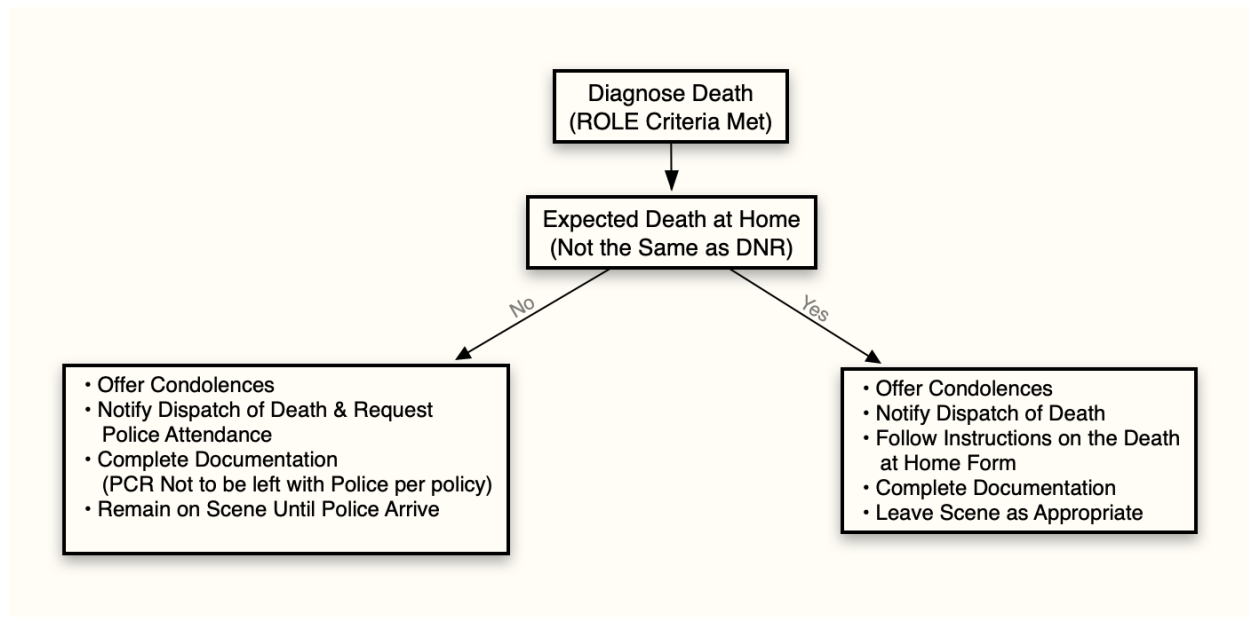 Diagnose Death
(ROLE Criteria Met)
Expected Death at Home
(Not the Same as DNR)
No
Yes
• Offer Condolences
• Notify Dispatch of Death & Request
Police Attendance
• Complete Documentation
(PCR Not to be left with Police per policy)
• Remain on Scene Until Police Arrive
• Offer Condolences
• Notify Dispatch of Death
• Follow Instructions on the Death
at Home Form
• Complete Documentation
• Leave Scene as Appropriate